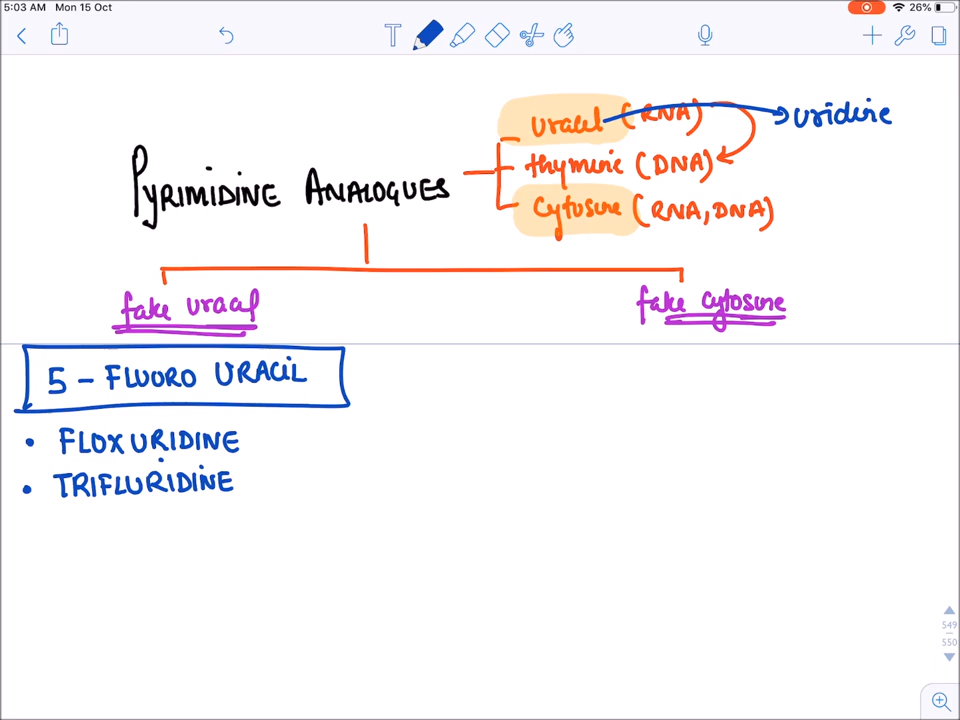 5:03 AM Mon 15 Oct
26%
T
Uracil (RNA)
uridine
thymine (DNA)
PYRIMIDINE ANALOGUES
Cytosine (RNA, DNA)
fake uracil
fake cytosine
5 - FLUORO URACIL
• FLOXURIDINE
• TRIFLURIDINE
549
550